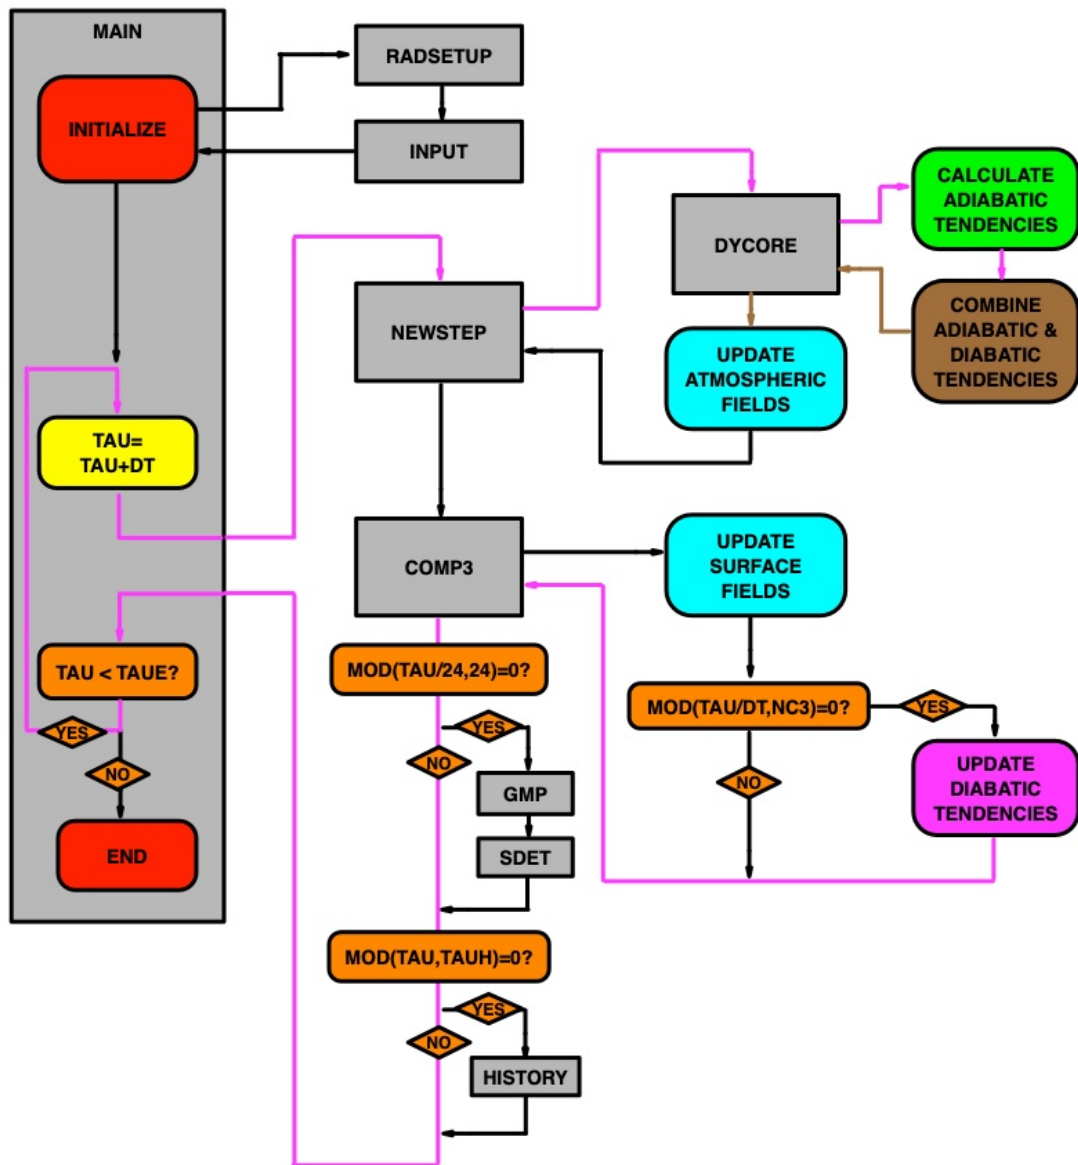 MAIN
INITIALIZE
RADSETUP
INPUT
DYCORE
CALCULATE
ADIABATIC
TENDENCIES
COMBINE
ADIABATIC &
DIABATIC
TENDENCIES
NEWSTEP
UPDATE
ATMOSPHERIC
FIELDS
TAU=
TAU+DT
COMP3
UPDATE
SURFACE
FIELDS
TAU < TAUE?
YES
NO
END
MOD(TAU/24,24)=0?
YES
NO
GMP
SDET
MOD(TAU/DT,NC3)=0?
YES
NO
UPDATE
DIABATIC
TENDENCIES
MOD(TAU,TAUH)=0?
YES
NO
HISTORY